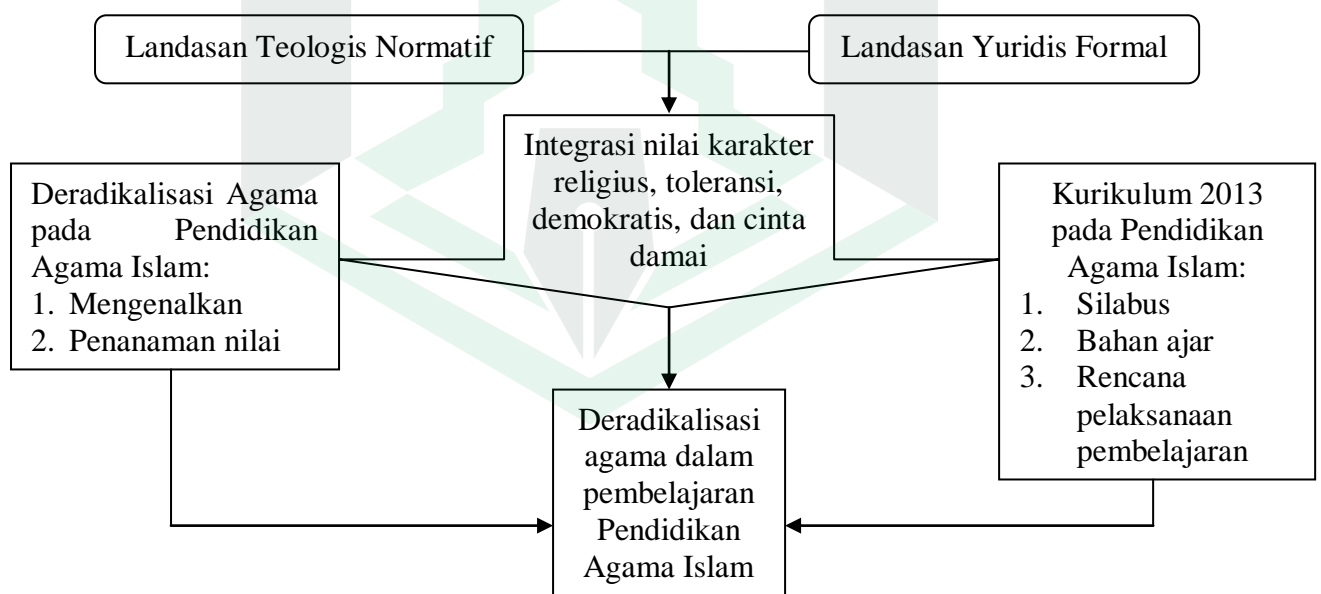 Landasan Teologis Normatif
Landasan Yuridis Formal
Integrasi nilai karakter
religius, toleransi,
demokratis, dan cinta
damai
Deradikalisasi Agama
pada Pendidikan
Agama Islam:
1. Mengenalkan
2. Penanaman nilai
Kurikulum 2013
pada Pendidikan
Agama Islam:
1. Silabus
2. Bahan ajar
3. Rencana
pelaksanaan
pembelajaran
Deradikalisasi
agama dalam
pembelajaran
Pendidikan
Agama Islam